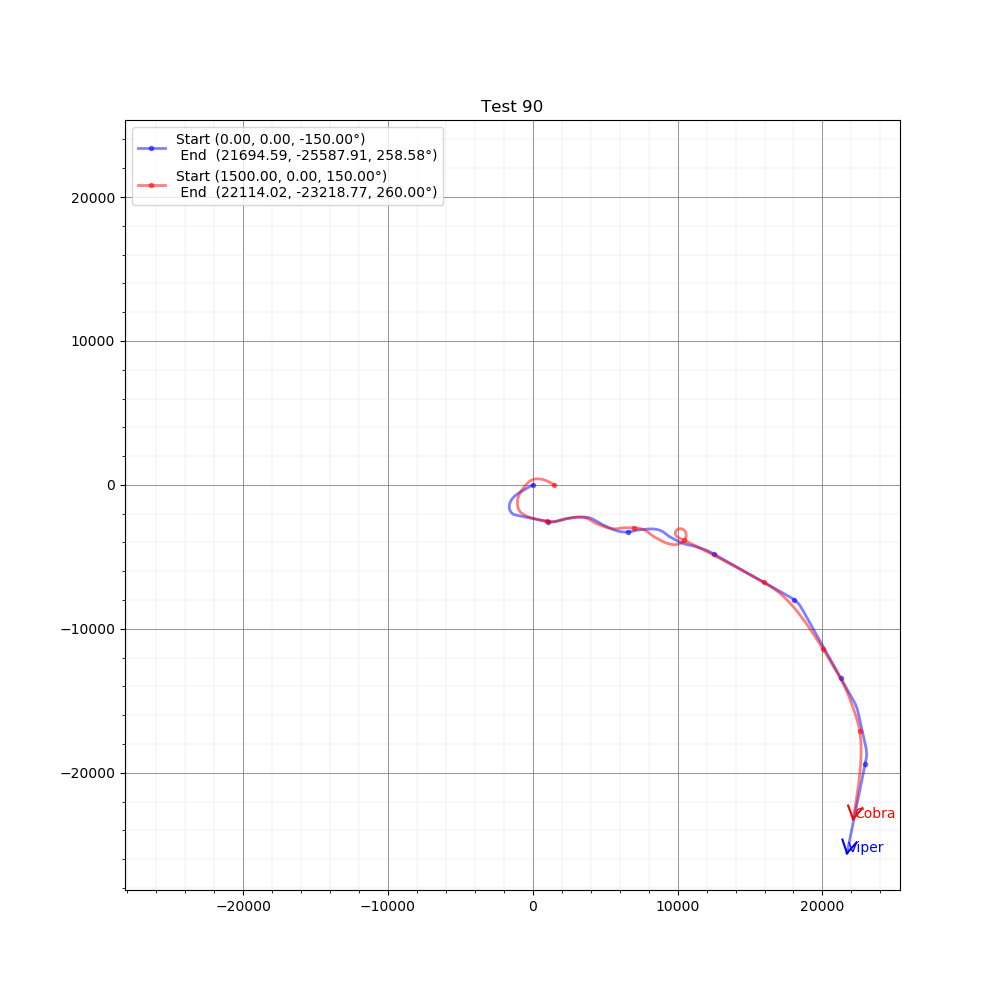 Test 90
Start (0.00, 0.00, -150.00°)
End (21694.59, -25587.91, 258.58°)
Start (1500.00, 0.00, 150.00°)
End (22114.02, -23218.77, 260.00°)
20000
10000
0
−10000
−20000
Cobra
Viper
−20000
−10000
0
10000
20000